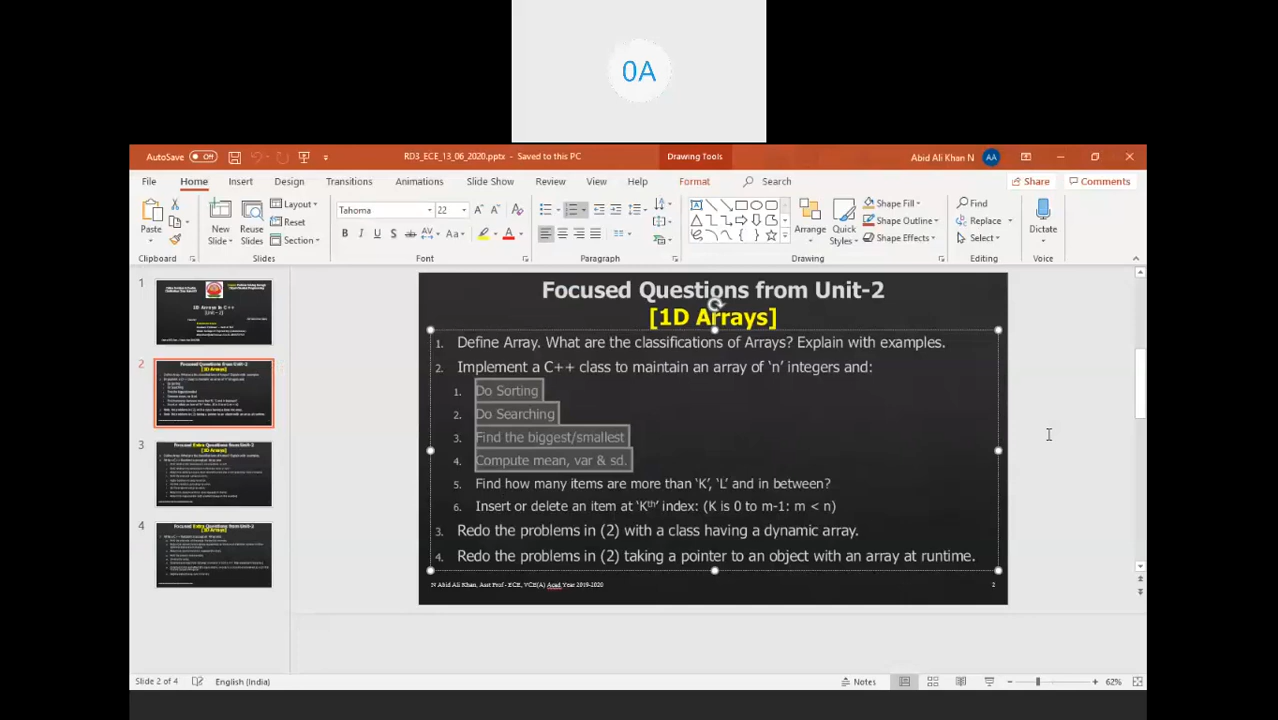 0A
AutoSave Off
RD3_ECE_13_06_2020.pptx - Saved to this PC
Drawing Tools
Abid Ali Khan N AA
File Home Insert Design Transitions Animations Slide Show Review View Help Format Search
Share Comments
Paste
New Slide
Reuse Slides
Layout
Reset
Section
Tahoma 22
Arrange
Quick Styles
Shape Fill
Shape Outline
Shape Effects
Find
Replace
Select
Dictate
Clipboard Slides Font Paragraph Drawing Editing Voice
1
2
3
4
Focused Questions from Unit-2
[1D Arrays]
1. Define Array. What are the classifications of Arrays? Explain with examples.
2. Implement a C++ class to maintain an array of 'n' integers and:
1. Do Sorting
2. Do Searching
3. Find the biggest/smallest
4. Compute mean, var & sd.
5. Find how many items are more than 'K', 'L' and in between?
6. Insert or delete an item at 'Kth' index: (K is 0 to m-1: m < n)
3. Redo the problems in (2) with a class having a dynamic array.
4. Redo the problems in (2) taking a pointer to an object with an array at runtime.
N Abid Ali Khan, Asst Prof - ECE, VCE(A) Acad Year 2019-2020
2
Slide 2 of 4 English (India)
Notes
62%